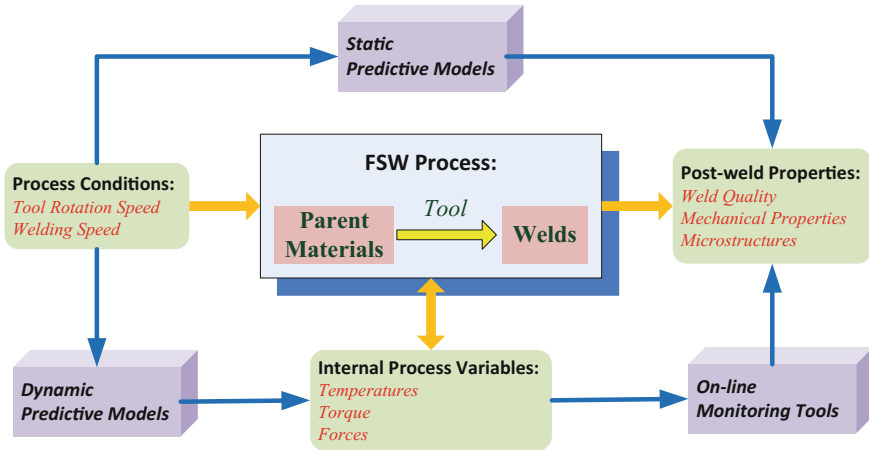 Static
Predictive Models
FSW Process:
Process Conditions:
Tool Rotation Speed
Welding Speed
Parent
Materials
Tool
Welds
Post-weld Properties:
Weld Quality
Mechanical Properties
Microstructures
Dynamic
Predictive Models
Internal Process Variables:
Temperatures
Torque
Forces
On-line
Monitoring Tools